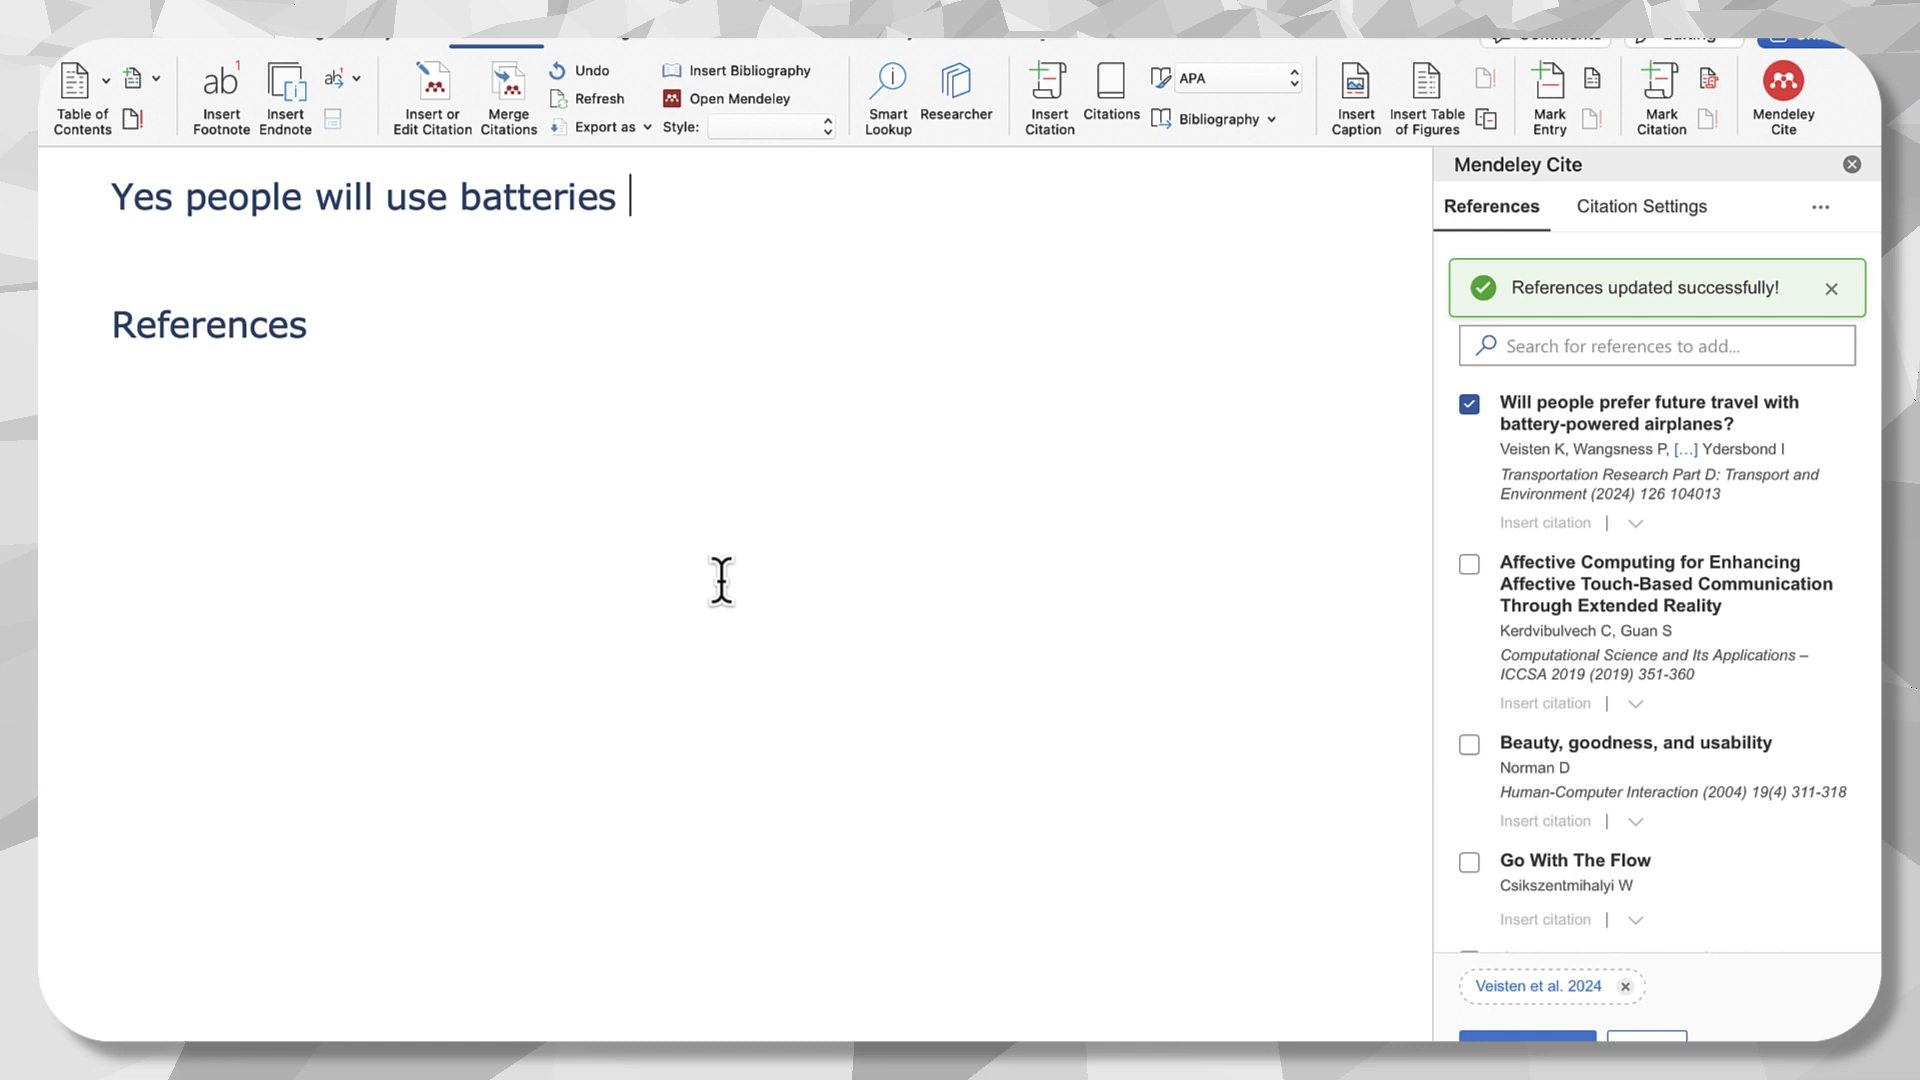 Comments
Editing
Table of
Contents
ab 1
Insert
Footnote
Insert
Endnote
ab
Insert or
Edit Citation
Merge
Citations
Undo
Refresh
Export as
Insert Bibliography
Open Mendeley
Style:
Smart
Lookup
Researcher
Insert
Citation
Citations
APA
Bibliography
Insert
Caption
Insert Table
of Figures
Mark
Entry
Mark
Citation
Mendeley
Cite
Yes people will use batteries
References
Mendeley Cite
References Citation Settings
References updated successfully!
Search for references to add...
Will people prefer future travel with
battery-powered airplanes?
Veisten K, Wangsness P, [...] Ydersbond I
Transportation Research Part D: Transport and
Environment (2024) 126 104013
Insert citation |
Affective Computing for Enhancing
Affective Touch-Based Communication
Through Extended Reality
Kerdvibulvech C, Guan S
Computational Science and Its Applications –
ICCSA 2019 (2019) 351-360
Insert citation |
Beauty, goodness, and usability
Norman D
Human-Computer Interaction (2004) 19(4) 311-318
Insert citation |
Go With The Flow
Csikszentmihalyi W
Insert citation |
Veisten et al. 2024